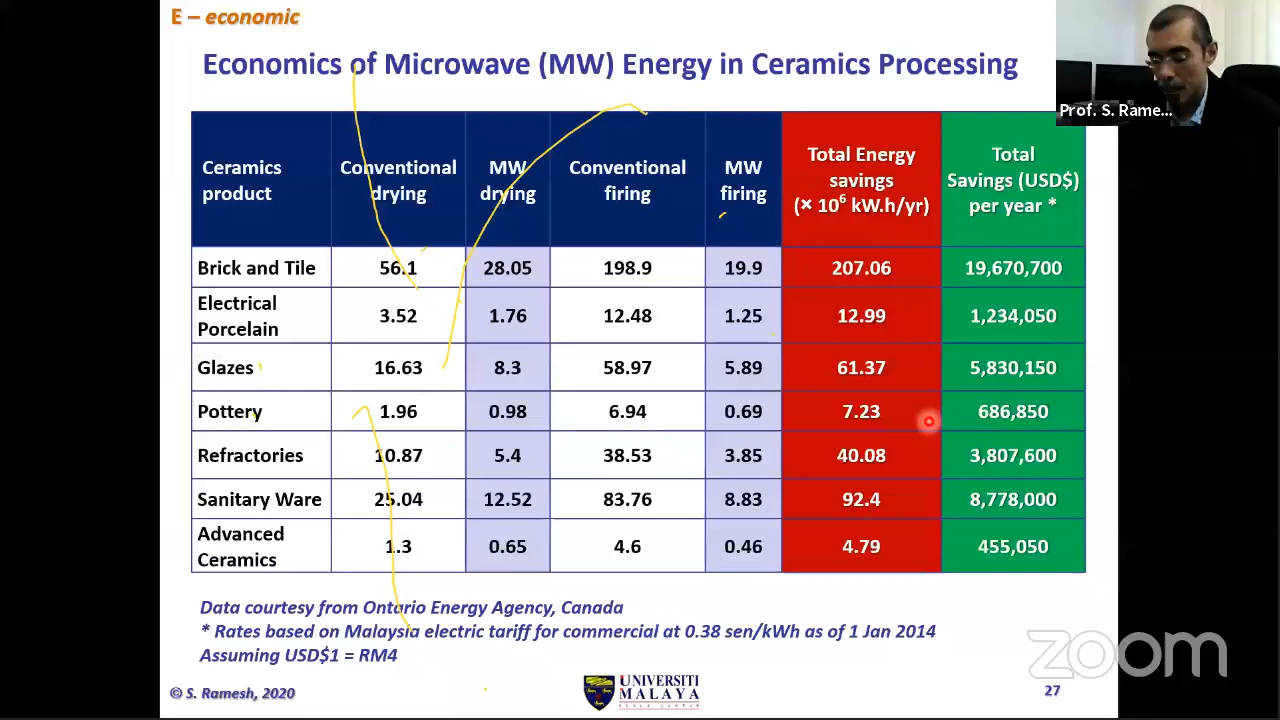 E – economic
Economics of Microwave (MW) Energy in Ceramics Processing
Prof. S. Rame...
Ceramics product Conventional drying MW drying Conventional firing MW firing Total Energy savings (× 10⁶ kW.h/yr) Total Savings (USD$) per year *
Brick and Tile 56.1 28.05 198.9 19.9 207.06 19,670,700
Electrical Porcelain 3.52 1.76 12.48 1.25 12.99 1,234,050
Glazes 16.63 8.3 58.97 5.89 61.37 5,830,150
Pottery 1.96 0.98 6.94 0.69 7.23 686,850
Refractories 10.87 5.4 38.53 3.85 40.08 3,807,600
Sanitary Ware 25.04 12.52 83.76 8.83 92.4 8,778,000
Advanced Ceramics 1.3 0.65 4.6 0.46 4.79 455,050
Data courtesy from Ontario Energy Agency, Canada
* Rates based on Malaysia electric tariff for commercial at 0.38 sen/kWh as of 1 Jan 2014
Assuming USD$1 = RM4
zoom
© S. Ramesh, 2020
UNIVERSITI
MALAYA
KUALA LUMPUR
27